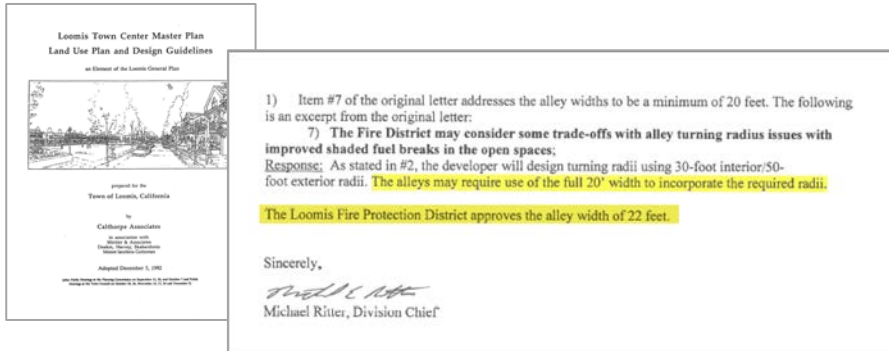 Loomis Town Center Master Plan
Land Use Plan and Design Guidelines
an Element of the Loomis General Plan
prepared for the
Town of Loomis, California
by
Calthorpe Associates
in association with
Mintier & Associates
Adopted December 5, 1992
1) Item #7 of the original letter addresses the alley widths to be a minimum of 20 feet. The following
is an excerpt from the original letter:
7) The Fire District may consider some trade-offs with alley turning radius issues with
improved shaded fuel breaks in the open spaces;
Response: As stated in #2, the developer will design turning radii using 30-foot interior/50-
foot exterior radii. The alleys may require use of the full 20' width to incorporate the required radii.
The Loomis Fire Protection District approves the alley width of 22 feet.
Sincerely,
Michael Ritter, Division Chief